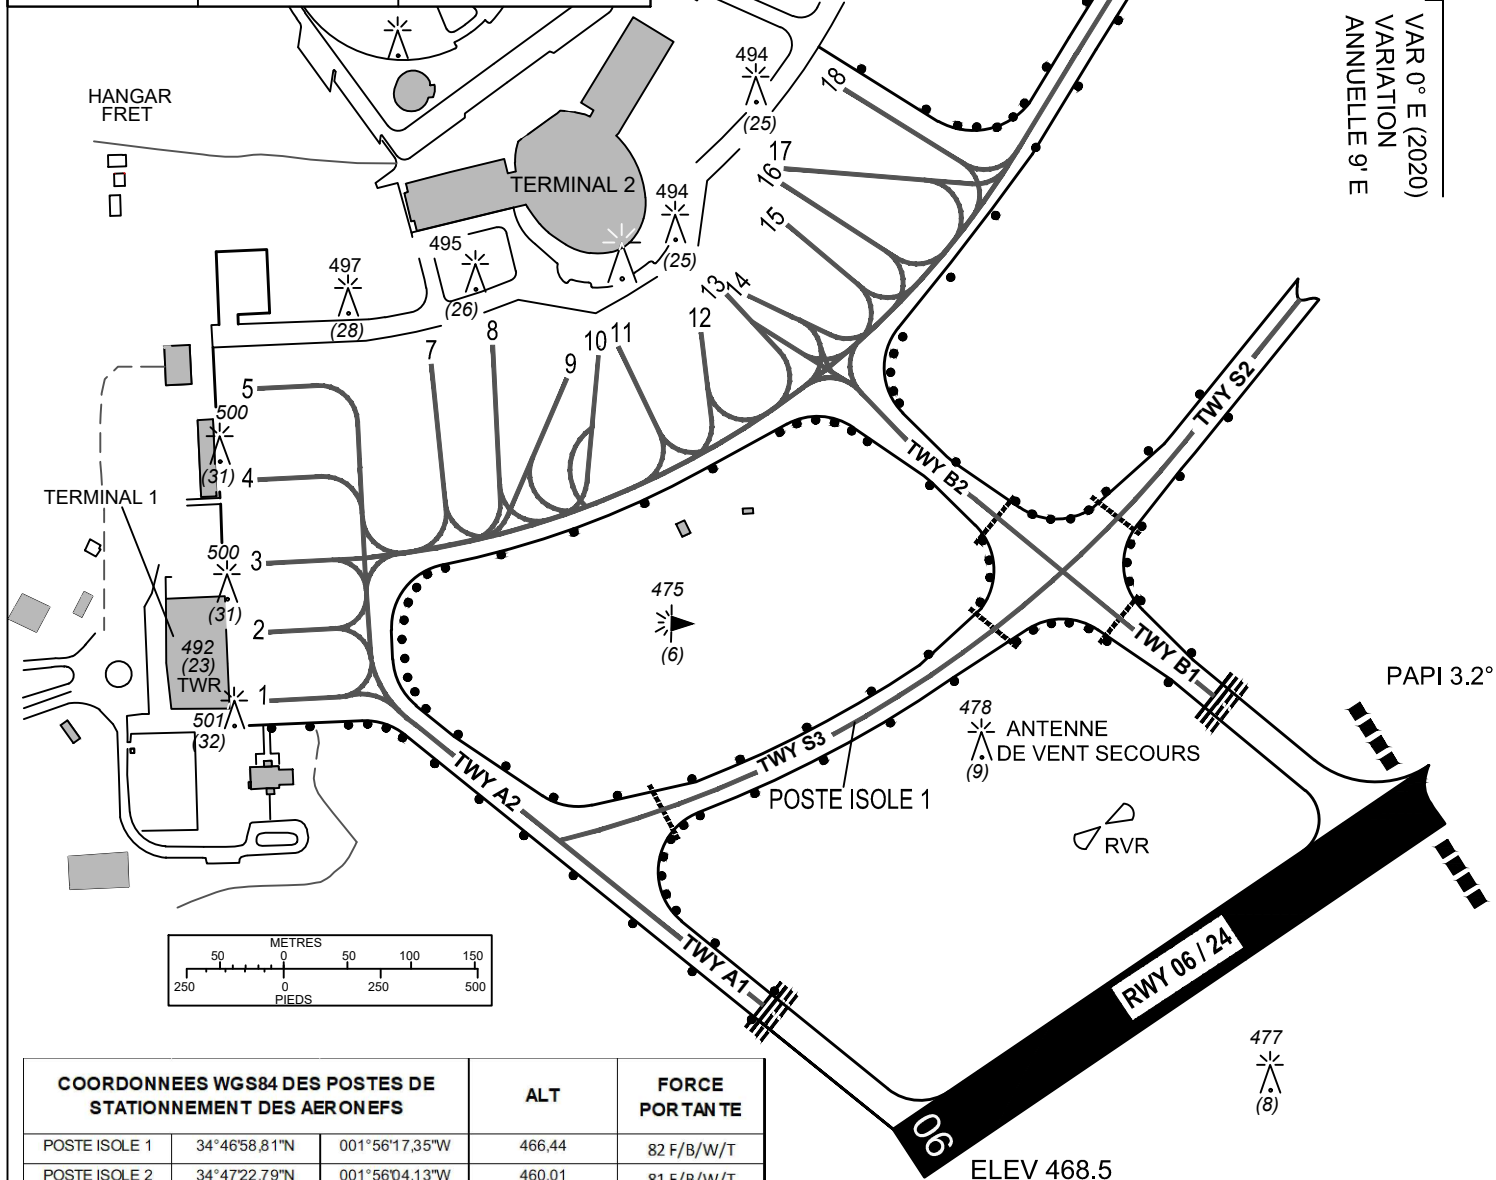 VAR 0° E (2020)
VARIATION
ANNUELLE 9' E
HANGAR
FRET
494
(25)
18
17
16
15
TERMINAL 2
494
(25)
495
(26)
497
(28)
13
14
12
11
10
9
8
7
5
500
(31)
4
TERMINAL 1
500
(31)
3
2
492
(23)
TWR
1
501
(32)
TWY S2
TWY B2
475
(6)
TWY B1
PAPI 3.2°
478
(9)
ANTENNE
DE VENT SECOURS
TWY S3
POSTE ISOLE 1
TWY A2
RVR
TWY A1
RWY 06 / 24
METRES
50 0 50 100 150
250 0 250 500
PIEDS
477
(8)
06
ELEV 468.5
COORDONNEES WGS84 DES POSTES DE
STATIONNEMENT DES AERONEFS
ALT
FORCE
PORTANTE
POSTE ISOLE 1 34°46'58,81"N 001°56'17,35"W 466,44 82 F/B/W/T
POSTE ISOLE 2 34°47'22,79"N 001°56'04,13"W 460,01 81 F/B/W/T